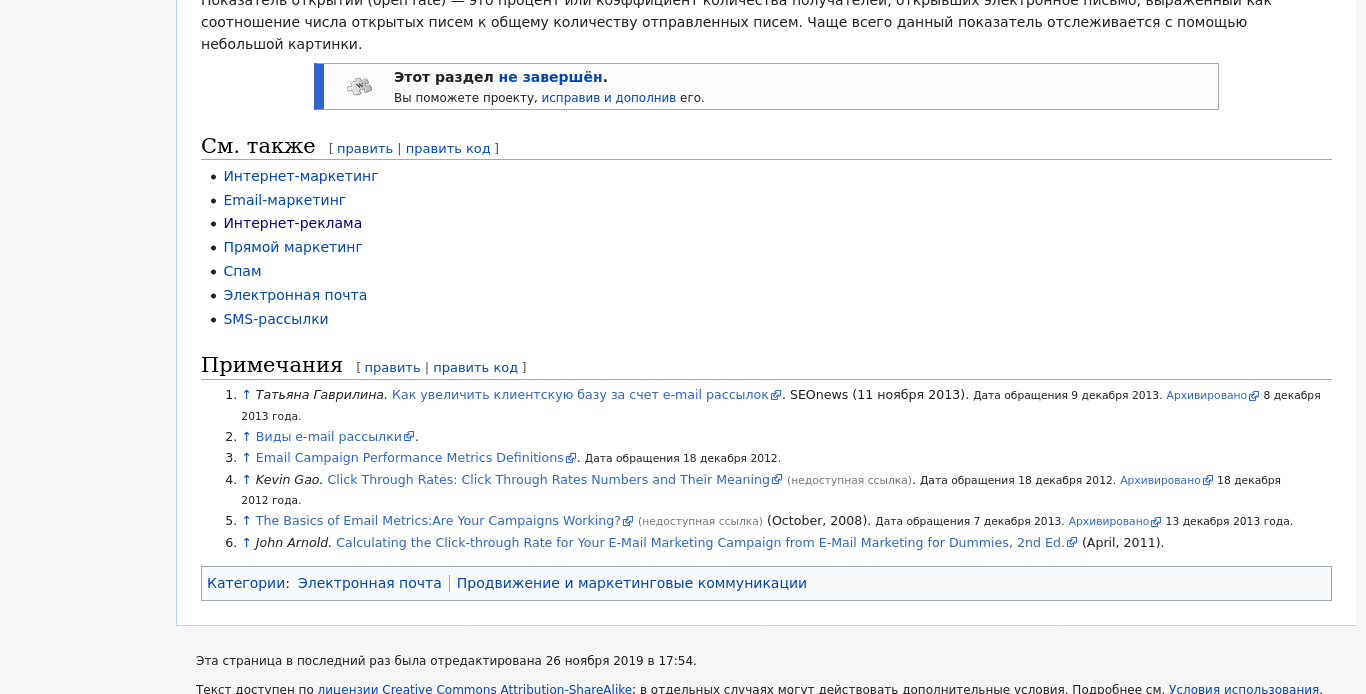 Показатель открытий (open rate) — это процент или коэффициент количества получателей, открывших электронное письмо, выраженный как
соотношение числа открытых писем к общему количеству отправленных писем. Чаще всего данный показатель отслеживается с помощью
небольшой картинки.
Этот раздел не завершён.
Вы поможете проекту, исправив и дополнив его.
См. также [ править | править код ]
Интернет-маркетинг
Email-маркетинг
Интернет-реклама
Прямой маркетинг
Спам
Электронная почта
SMS-рассылки
Примечания [ править | править код ]
1. ↑ Татьяна Гаврилина. Как увеличить клиентскую базу за счет e-mail рассылок. SEOnews (11 ноября 2013). Дата обращения 9 декабря 2013. Архивировано 8 декабря
2013 года.
2. ↑ Виды e-mail рассылки.
3. ↑ Email Campaign Performance Metrics Definitions. Дата обращения 18 декабря 2012.
4. ↑ Kevin Gao. Click Through Rates: Click Through Rates Numbers and Their Meaning (недоступная ссылка). Дата обращения 18 декабря 2012. Архивировано 18 декабря
2012 года.
5. ↑ The Basics of Email Metrics:Are Your Campaigns Working? (недоступная ссылка) (October, 2008). Дата обращения 7 декабря 2013. Архивировано 13 декабря 2013 года.
6. ↑ John Arnold. Calculating the Click-through Rate for Your E-Mail Marketing Campaign from E-Mail Marketing for Dummies, 2nd Ed. (April, 2011).
Категории: Электронная почта | Продвижение и маркетинговые коммуникации
Эта страница в последний раз была отредактирована 26 ноября 2019 в 17:54.
Текст доступен по лицензии Creative Commons Attribution-ShareAlike; в отдельных случаях могут действовать дополнительные условия. Подробнее см. Условия использования.